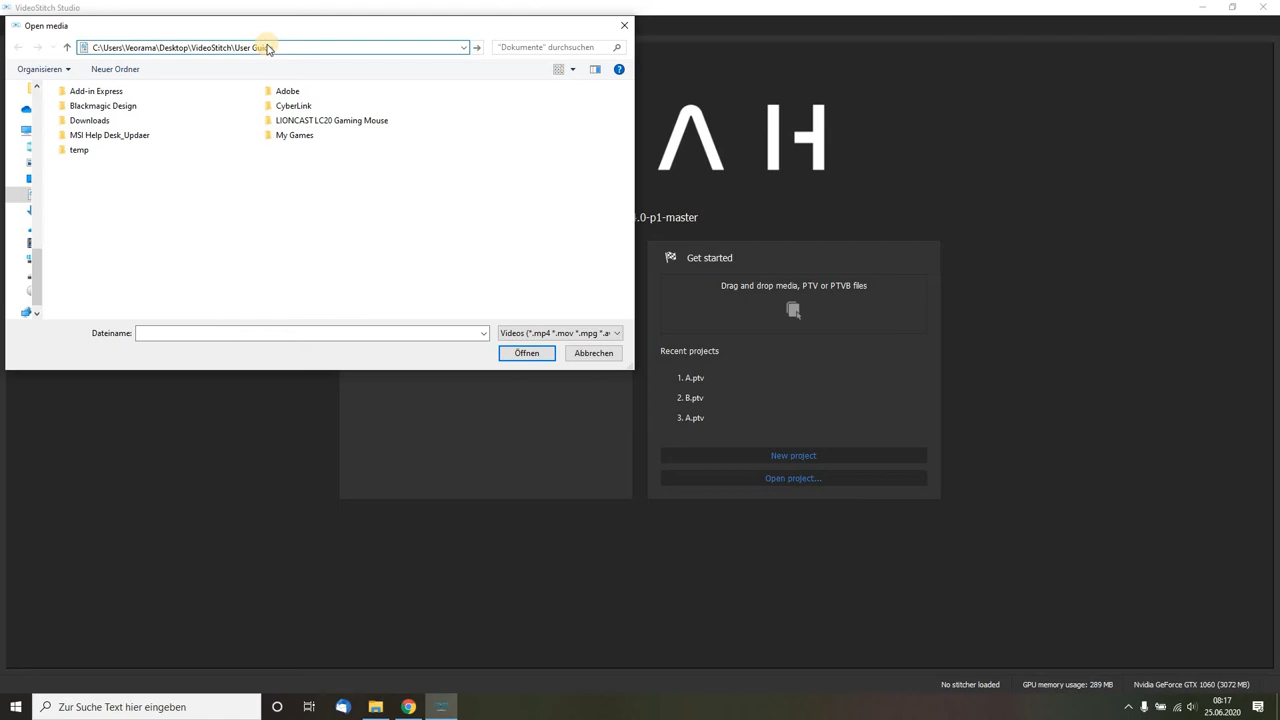 VideoStitch Studio
Open media
C:\Users\Veorama\Desktop\VideoStitch\User Guide
"Dokumente" durchsuchen
Organisieren
Neuer Ordner
Add-in Express
Adobe
Blackmagic Design
CyberLink
Downloads
LIONCAST LC20 Gaming Mouse
MSI Help Desk_Updaer
My Games
temp
Dateiname:
Videos (*.mp4 *.mov *.mpg *.av
Öffnen
Abbrechen
A H
.0-p1-master
Get started
Drag and drop media, PTV or PTVB files
Recent projects
1. A.ptv
2. B.ptv
3. A.ptv
New project
Open project...
No stitcher loaded
GPU memory usage: 289 MB
Nvidia GeForce GTX 1060 (3072 MB)
Zur Suche Text hier eingeben
08:17
25.06.2020